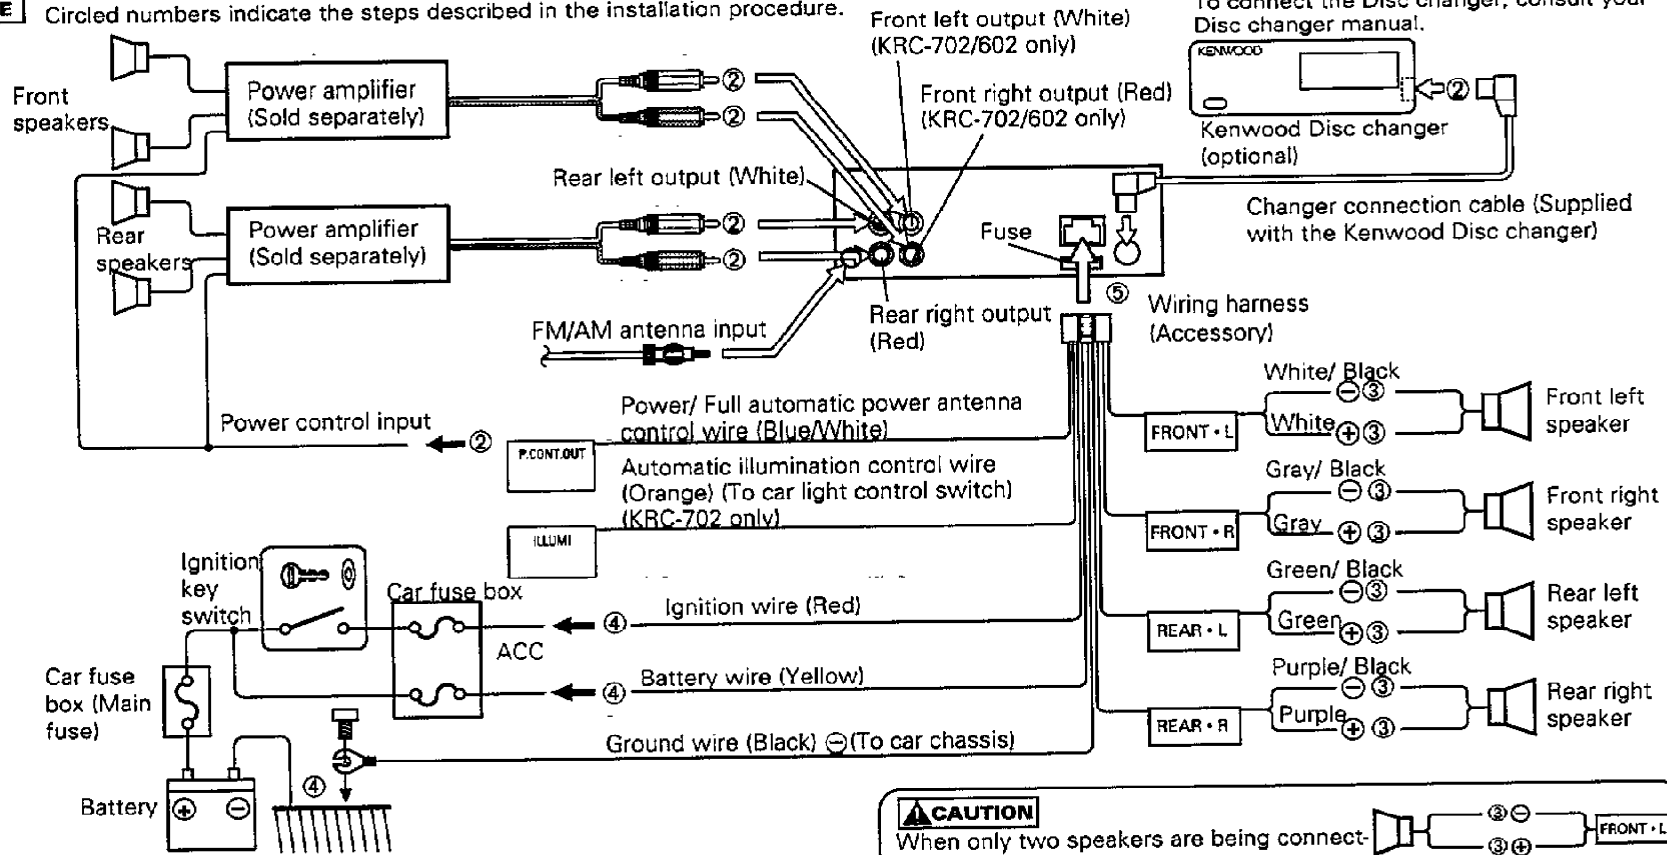 E
Circled numbers indicate the steps described in the installation procedure.
To connect the Disc changer, consult your
Disc changer manual.
Front left output (White)
(KRC-702/602 only)
KENWOOD
Front
speakers
Power amplifier
(Sold separately)
②
②
Front right output (Red)
(KRC-702/602 only)
②
Kenwood Disc changer
(optional)
Rear left output (White)
Rear
speakers
Power amplifier
(Sold separately)
②
②
Fuse
Changer connection cable (Supplied
with the Kenwood Disc changer)
⑤
Wiring harness
(Accessory)
Rear right output
(Red)
FM/AM antenna input
Power control input
②
P.CONT.OUT
Power/ Full automatic power antenna
control wire (Blue/White)
Automatic illumination control wire
(Orange) (To car light control switch)
(KRC-702 only)
ILLUMI
White/ Black
⊖③
FRONT・L
White
⊕③
Front left
speaker
Gray/ Black
⊖③
FRONT・R
Gray
⊕③
Front right
speaker
Green/ Black
⊖③
REAR・L
Green
⊕③
Rear left
speaker
Purple/ Black
⊖③
REAR・R
Purple
⊕③
Rear right
speaker
Ignition
key
switch
Car fuse box
ACC
④
Ignition wire (Red)
Car fuse
box (Main
fuse)
④
Battery wire (Yellow)
Ground wire (Black) ⊖(To car chassis)
④
Battery
⊕ ⊖
CAUTION
When only two speakers are being connect-
③⊖
③⊕
FRONT・L